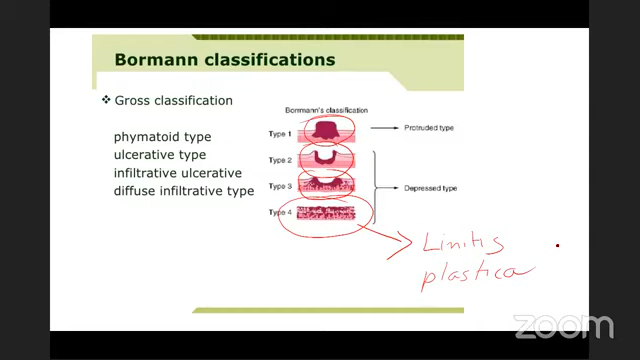 Bormann classifications
❖ Gross classification
phymatoid type
ulcerative type
infiltrative ulcerative
diffuse infiltrative type
Borrmann's classification
Type 1
Protruded type
Type 2
Type 3
Depressed type
Type 4
Linitis
plastica
zoom